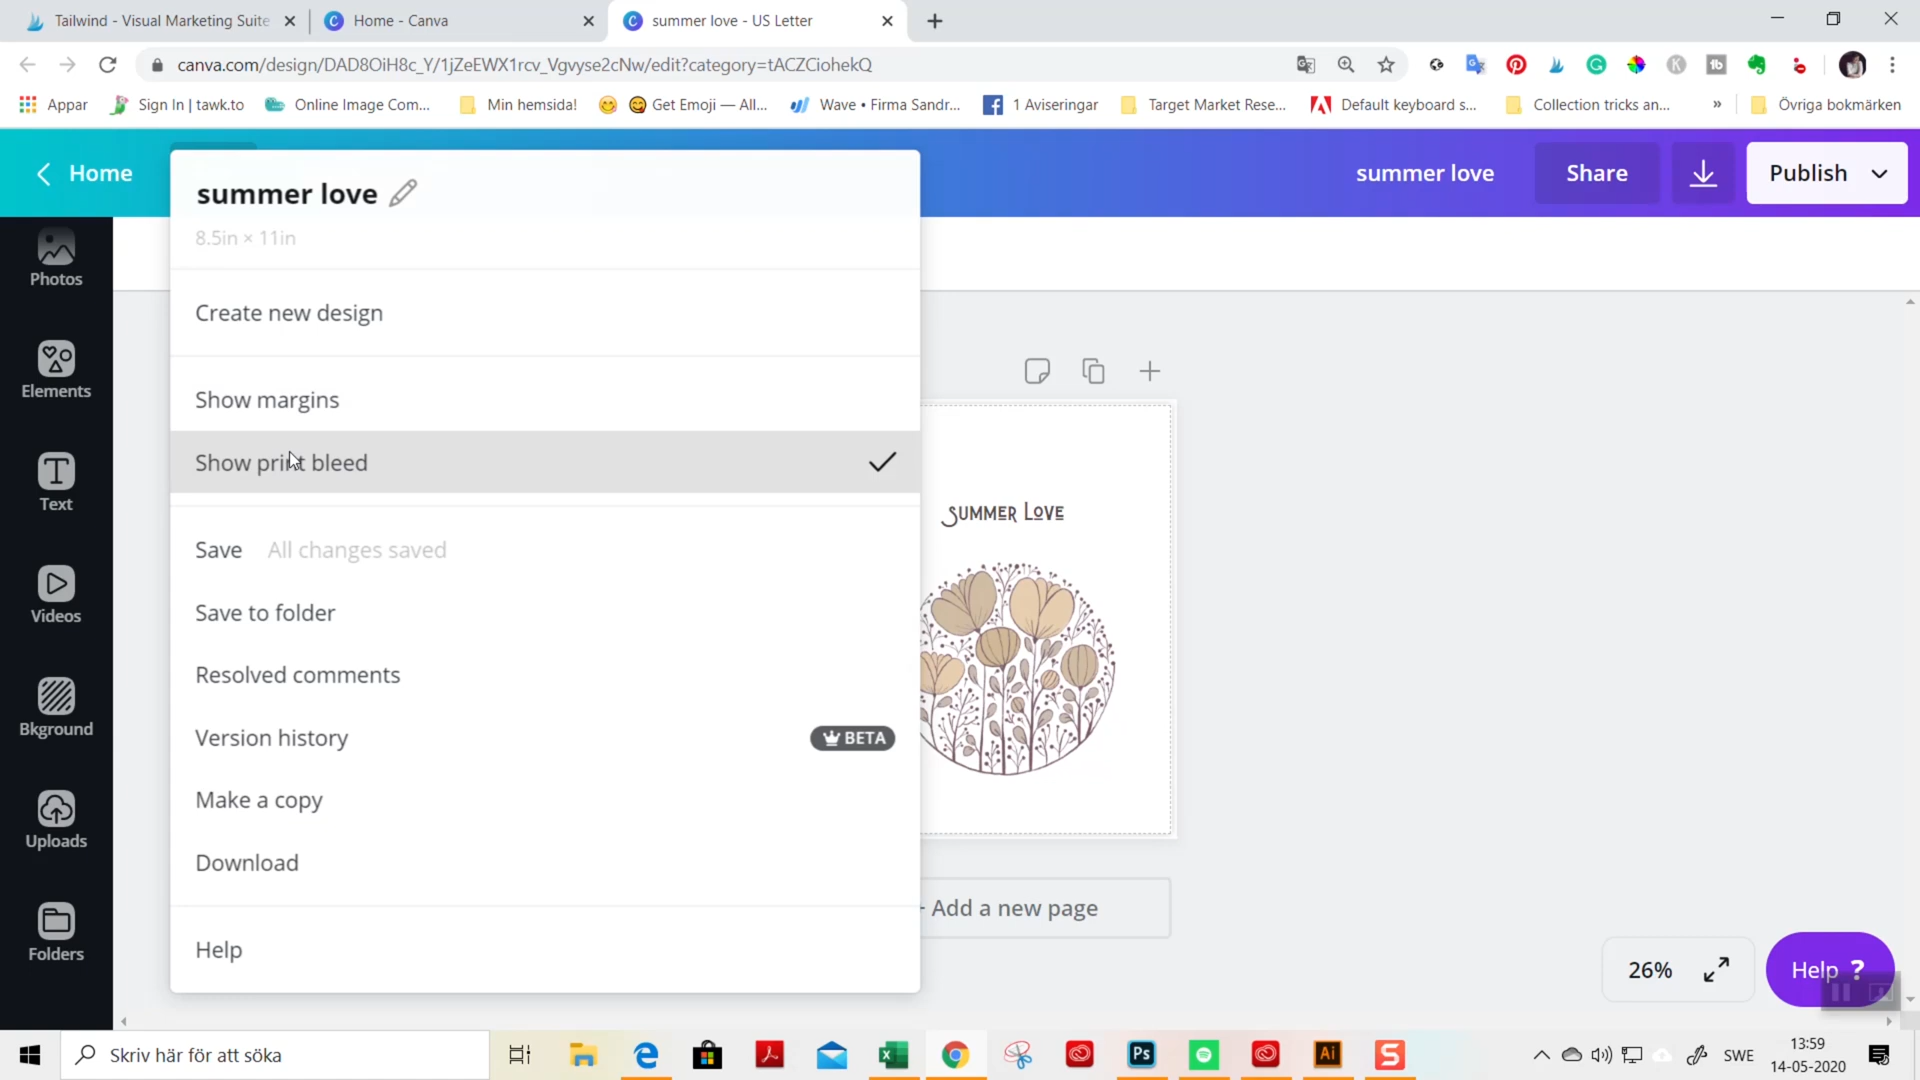 Tailwind - Visual Marketing Suite
Home - Canva
summer love - US Letter
canva.com/design/DAD8OiH8c_Y/1jZeEWX1rcv_Vgvyse2cNw/edit?category=tACZCiohekQ
Appar
Sign In | tawk.to
Online Image Com...
Min hemsida!
Get Emoji — All...
Wave • Firma Sandr...
1 Aviseringar
Target Market Rese...
Default keyboard s...
Collection tricks an...
»
Övriga bokmärken
Home
summer love
Share
Publish
summer love
8.5in × 11in
Create new design
Show margins
Show print bleed
Save All changes saved
Save to folder
Resolved comments
Version history
BETA
Make a copy
Download
Help
Photos
Elements
Text
Videos
Bkground
Uploads
Folders
SUMMER LOVE
Add a new page
26%
Help ?
Skriv här för att söka
Ps
Ai
SWE
13:59
14-05-2020